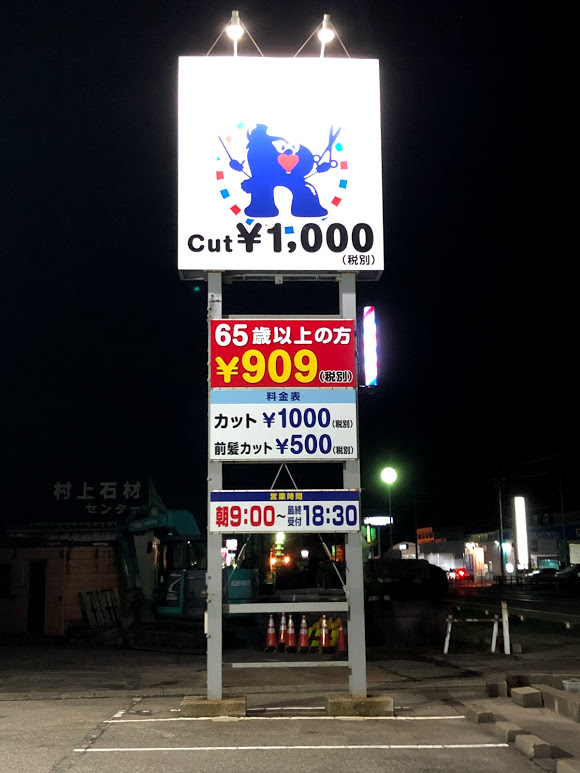 Cut ¥1,000
(税別)
65歳以上の方
¥909(税別)
料金表
カット ¥1000(税別)
前髪カット ¥500(税別)
営業時間
朝9:00~最終受付18:30
村上石材
センター